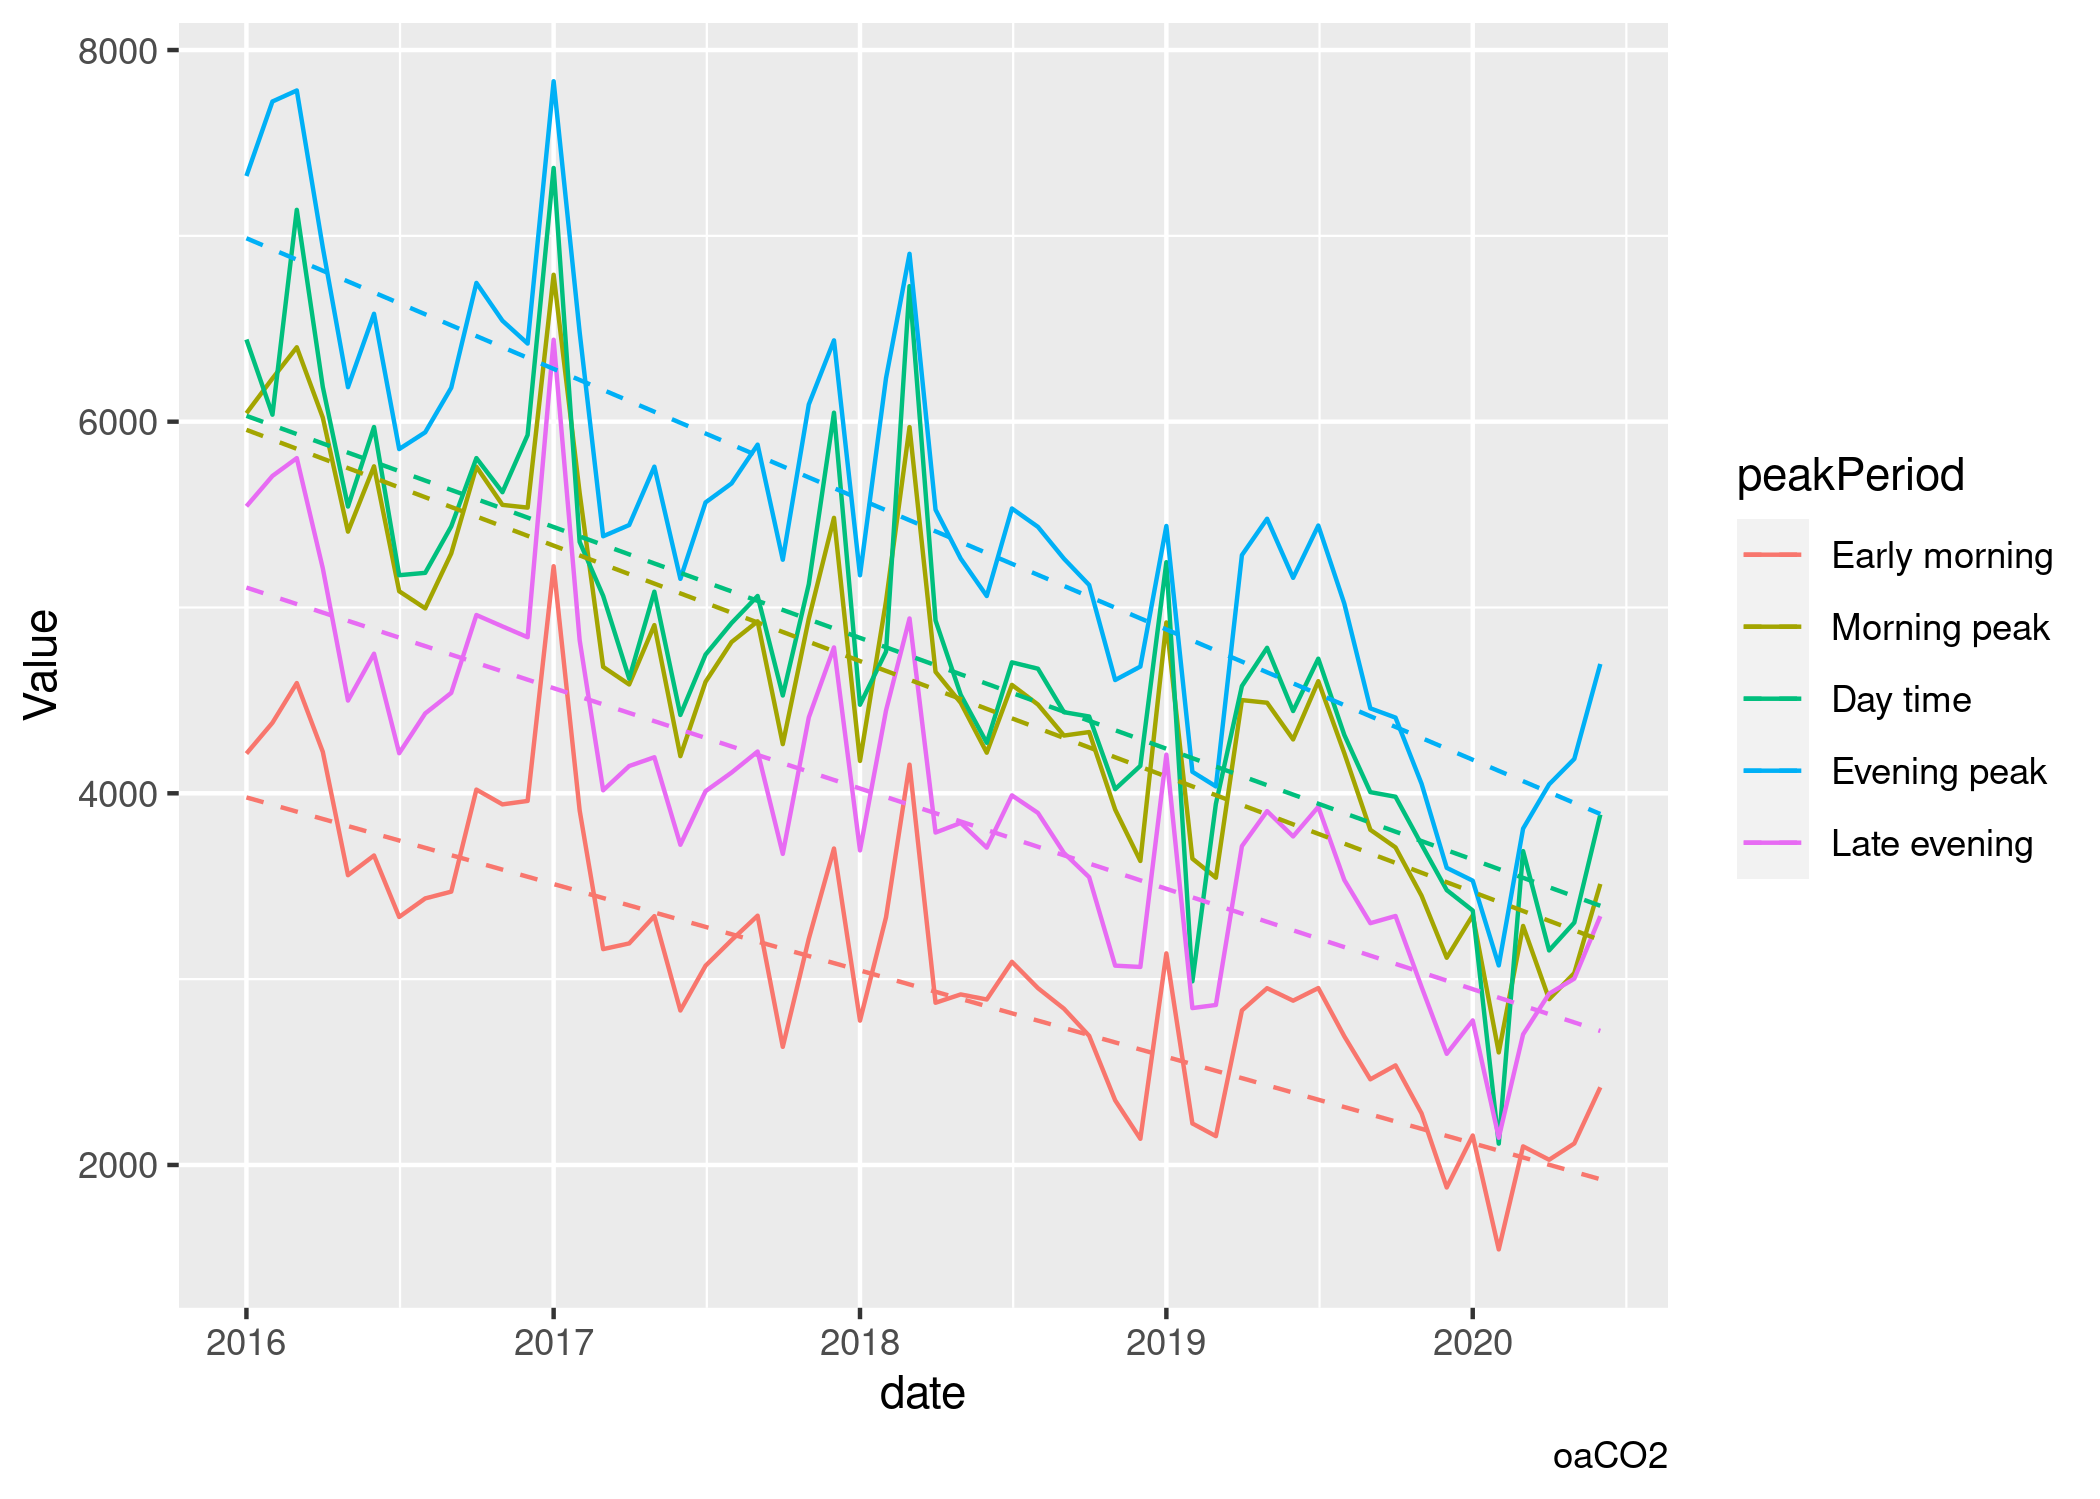 8000
6000
4000
2000
Value
2016 2017 2018 2019 2020
date
peakPeriod
Early morning
Morning peak
Day time
Evening peak
Late evening
oaCO2